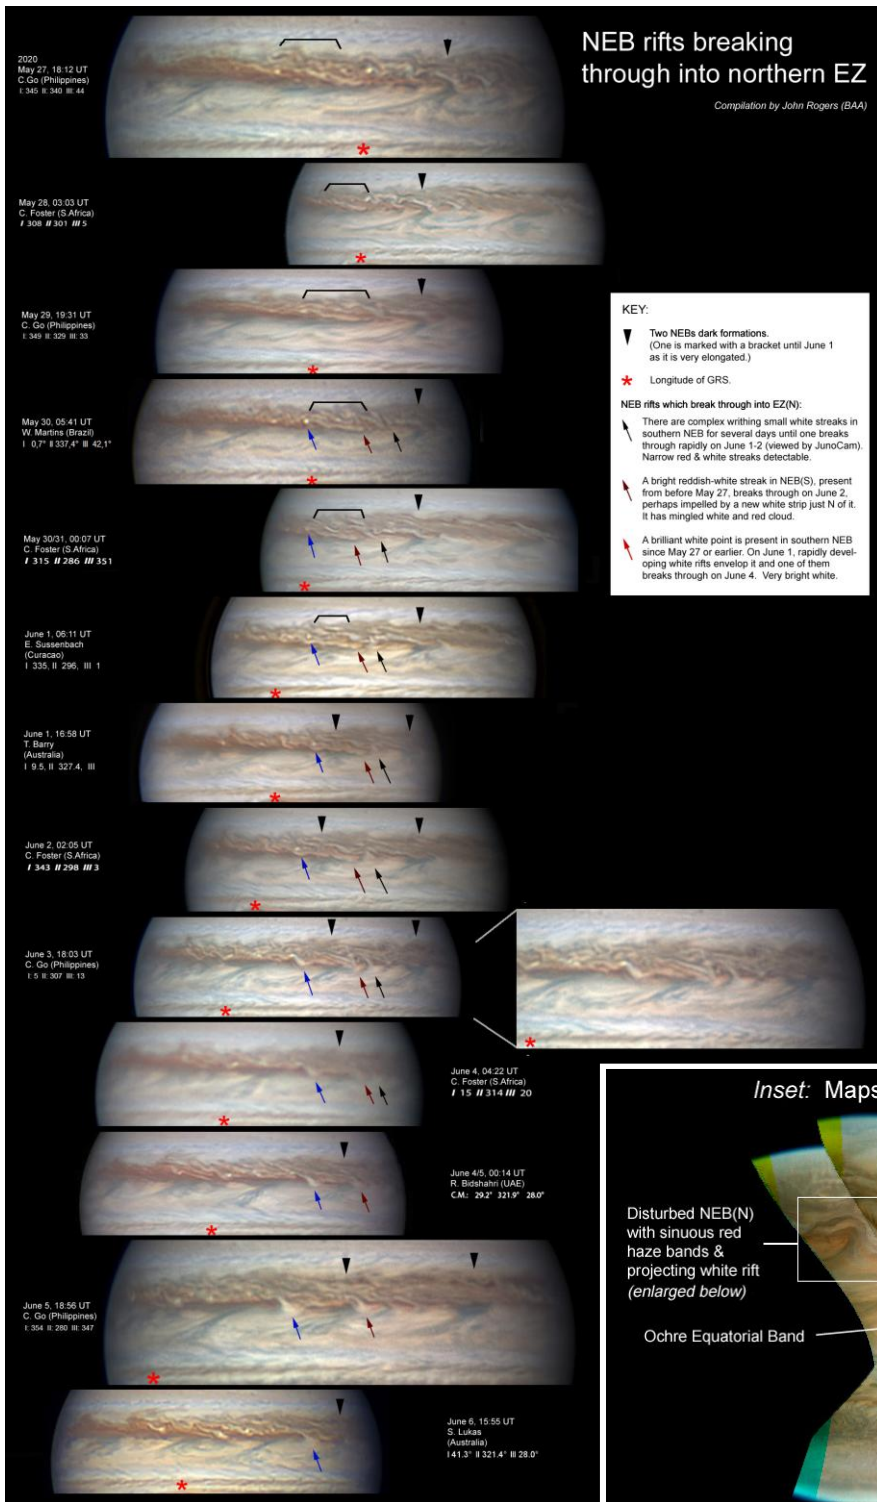 NEB rifts breaking
through into northern EZ
Compilation by John Rogers (BAA)
2020
May 27, 18:12 UT
C.Go (Philippines)
I: 345 II: 340 III: 44
May 28, 03:03 UT
C. Foster (S.Africa)
I 308 II 301 III 5
May 29, 19:31 UT
C. Go (Philippines)
I: 349 II: 329 III: 33
KEY:
Two NEBs dark formations.
(One is marked with a bracket until June 1
as it is very elongated.)
* Longitude of GRS.
NEB rifts which break through into EZ(N):
There are complex writhing small white streaks in
southern NEB for several days until one breaks
through rapidly on June 1-2 (viewed by JunoCam).
Narrow red & white streaks detectable.
A bright reddish-white streak in NEB(S), present
from before May 27, breaks through on June 2,
perhaps impelled by a new white strip just N of it.
It has mingled white and red cloud.
A brilliant white point is present in southern NEB
since May 27 or earlier. On June 1, rapidly devel-
oping white rifts envelop it and one of them
breaks through on June 4. Very bright white.
May 30, 05:41 UT
W. Martins (Brazil)
I 0,7° II 337,4° III 42,1°
May 30/31, 00:07 UT
C. Foster (S.Africa)
I 315 II 286 III 351
June 1, 06:11 UT
E. Sussenbach
(Curacao)
I 335, II 296, III 1
June 1, 16:58 UT
T. Barry
(Australia)
I 9.5, II 327.4, III
June 2, 02:05 UT
C. Foster (S.Africa)
I 343 II 298 III 3
June 3, 18:03 UT
C. Go (Philippines)
I: 5 II: 307 III: 13
June 4, 04:22 UT
C. Foster (S.Africa)
I 15 II 314 III 20
June 4/5, 00:14 UT
R. Bidshahri (UAE)
C.M.: 29.2° 321.9° 28.0°
June 5, 18:56 UT
C. Go (Philippines)
I: 354 II: 280 III: 347
June 6, 15:55 UT
S. Lukas
(Australia)
I 41.3° II 321.4° III 28.0°
Inset: Maps
Disturbed NEB(N)
with sinuous red
haze bands &
projecting white rift
(enlarged below)
Ochre Equatorial Band